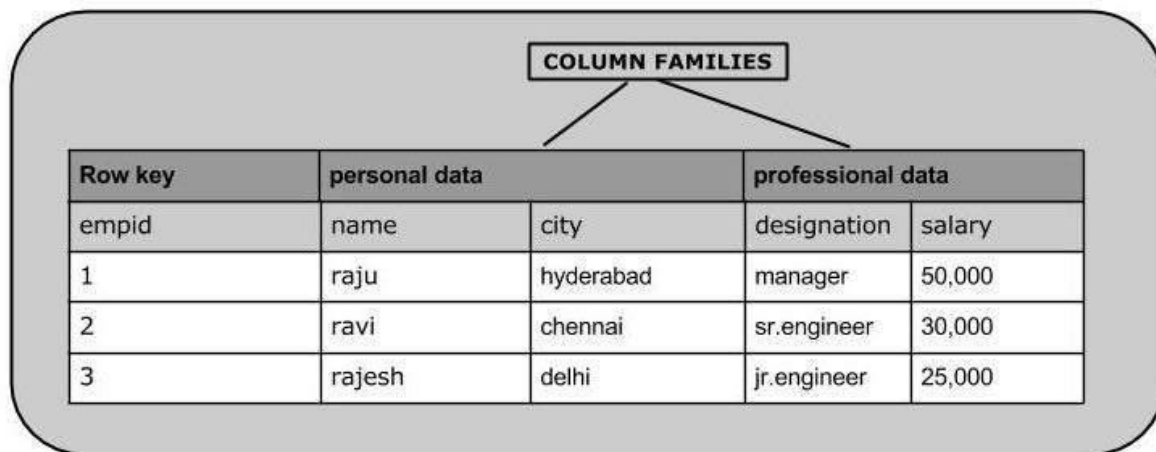 COLUMN FAMILIES
Row key personal data professional data
empid name city designation salary
1 raju hyderabad manager 50,000
2 ravi chennai sr.engineer 30,000
3 rajesh delhi jr.engineer 25,000